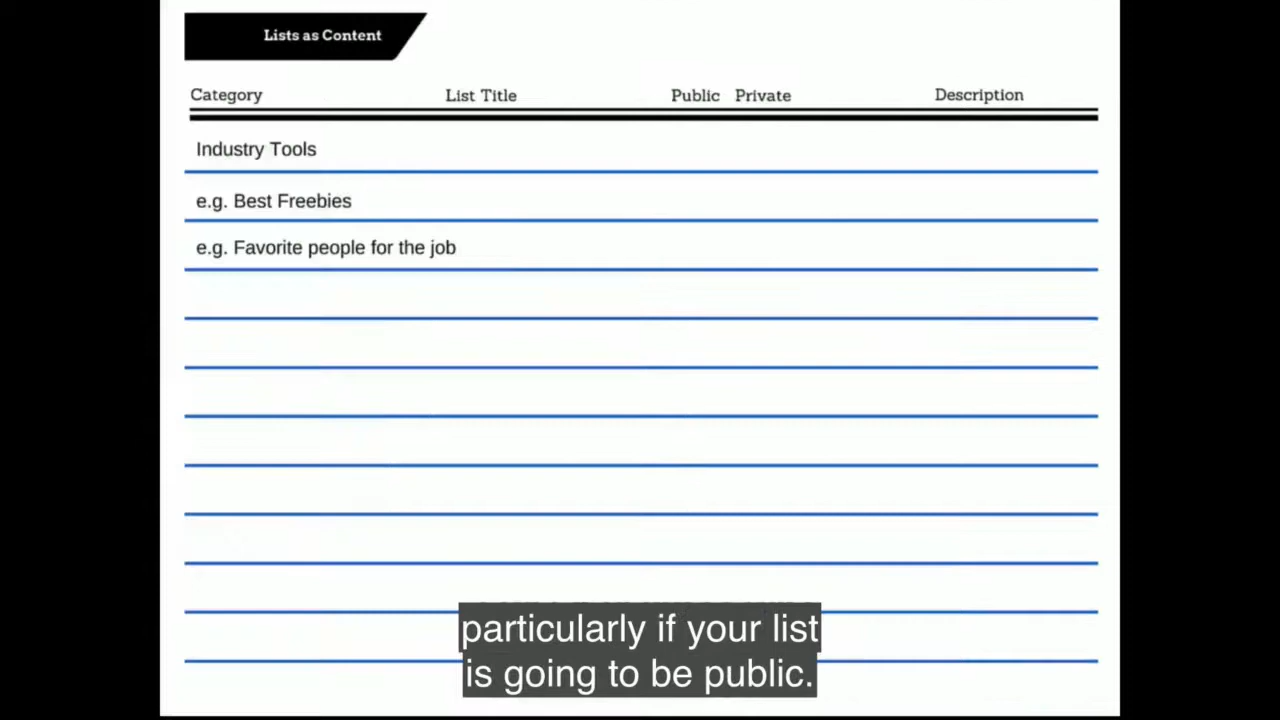 Lists as Content
Category List Title Public Private Description
Industry Tools
e.g. Best Freebies
e.g. Favorite people for the job
particularly if your list
is going to be public.